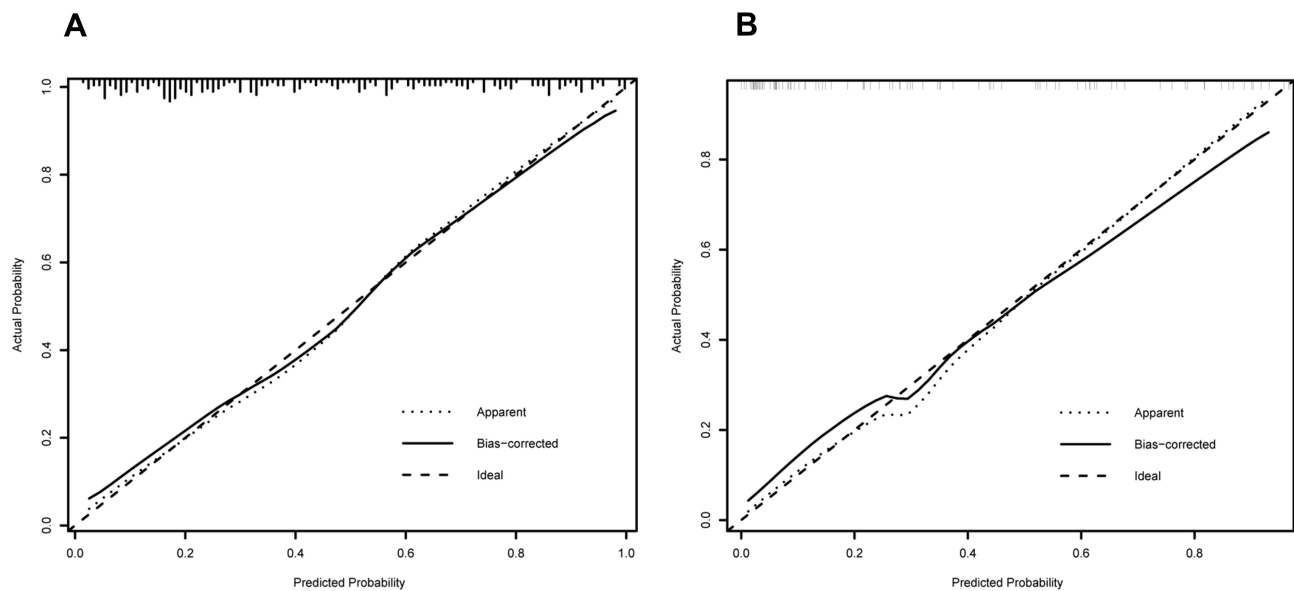 A
1.0
0.8
0.6
0.4
0.2
0.0
Actual Probability
Apparent
Bias−corrected
Ideal
0.0 0.2 0.4 0.6 0.8 1.0
Predicted Probability
B
0.8
0.6
0.4
0.2
0.0
Actual Probability
Apparent
Bias−corrected
Ideal
0.0 0.2 0.4 0.6 0.8
Predicted Probability